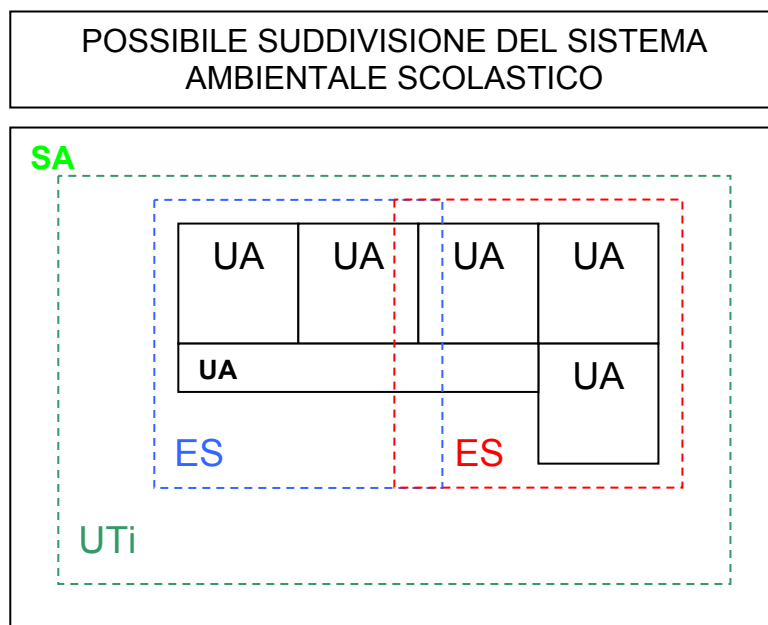 POSSIBILE SUDDIVISIONE DEL SISTEMA
AMBIENTALE SCOLASTICO
SA
UA UA UA UA
UA UA
ES ES
UTi